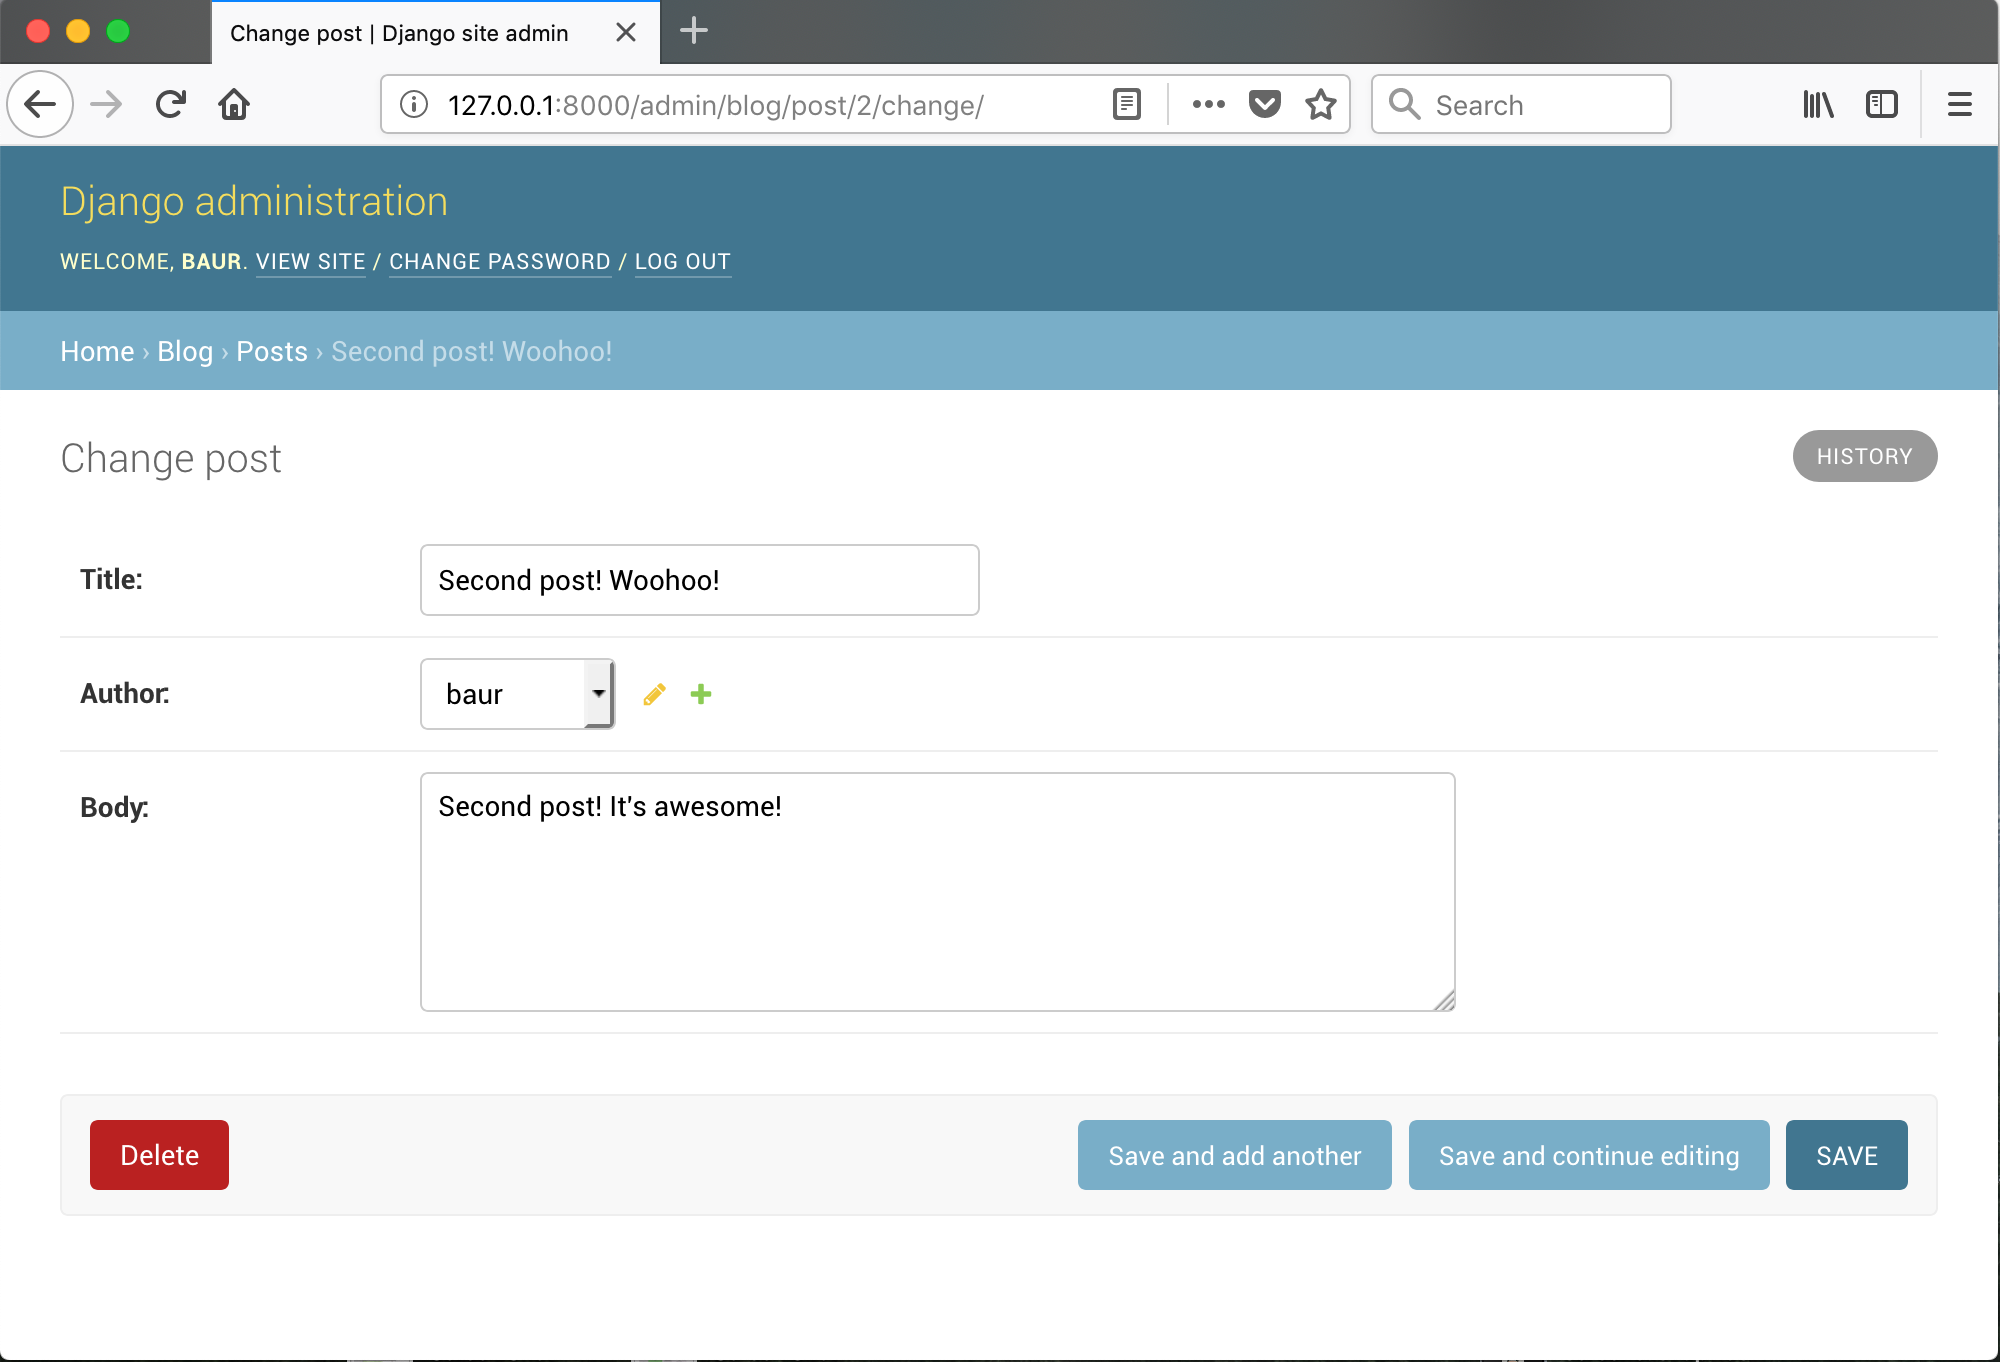 Change post | Django site admin
127.0.0.1:8000/admin/blog/post/2/change/
Search
Django administration
WELCOME, BAUR. VIEW SITE / CHANGE PASSWORD / LOG OUT
Home › Blog › Posts › Second post! Woohoo!
Change post
HISTORY
Title:
Second post! Woohoo!
Author:
baur
Body:
Second post! It's awesome!
Delete
Save and add another
Save and continue editing
SAVE